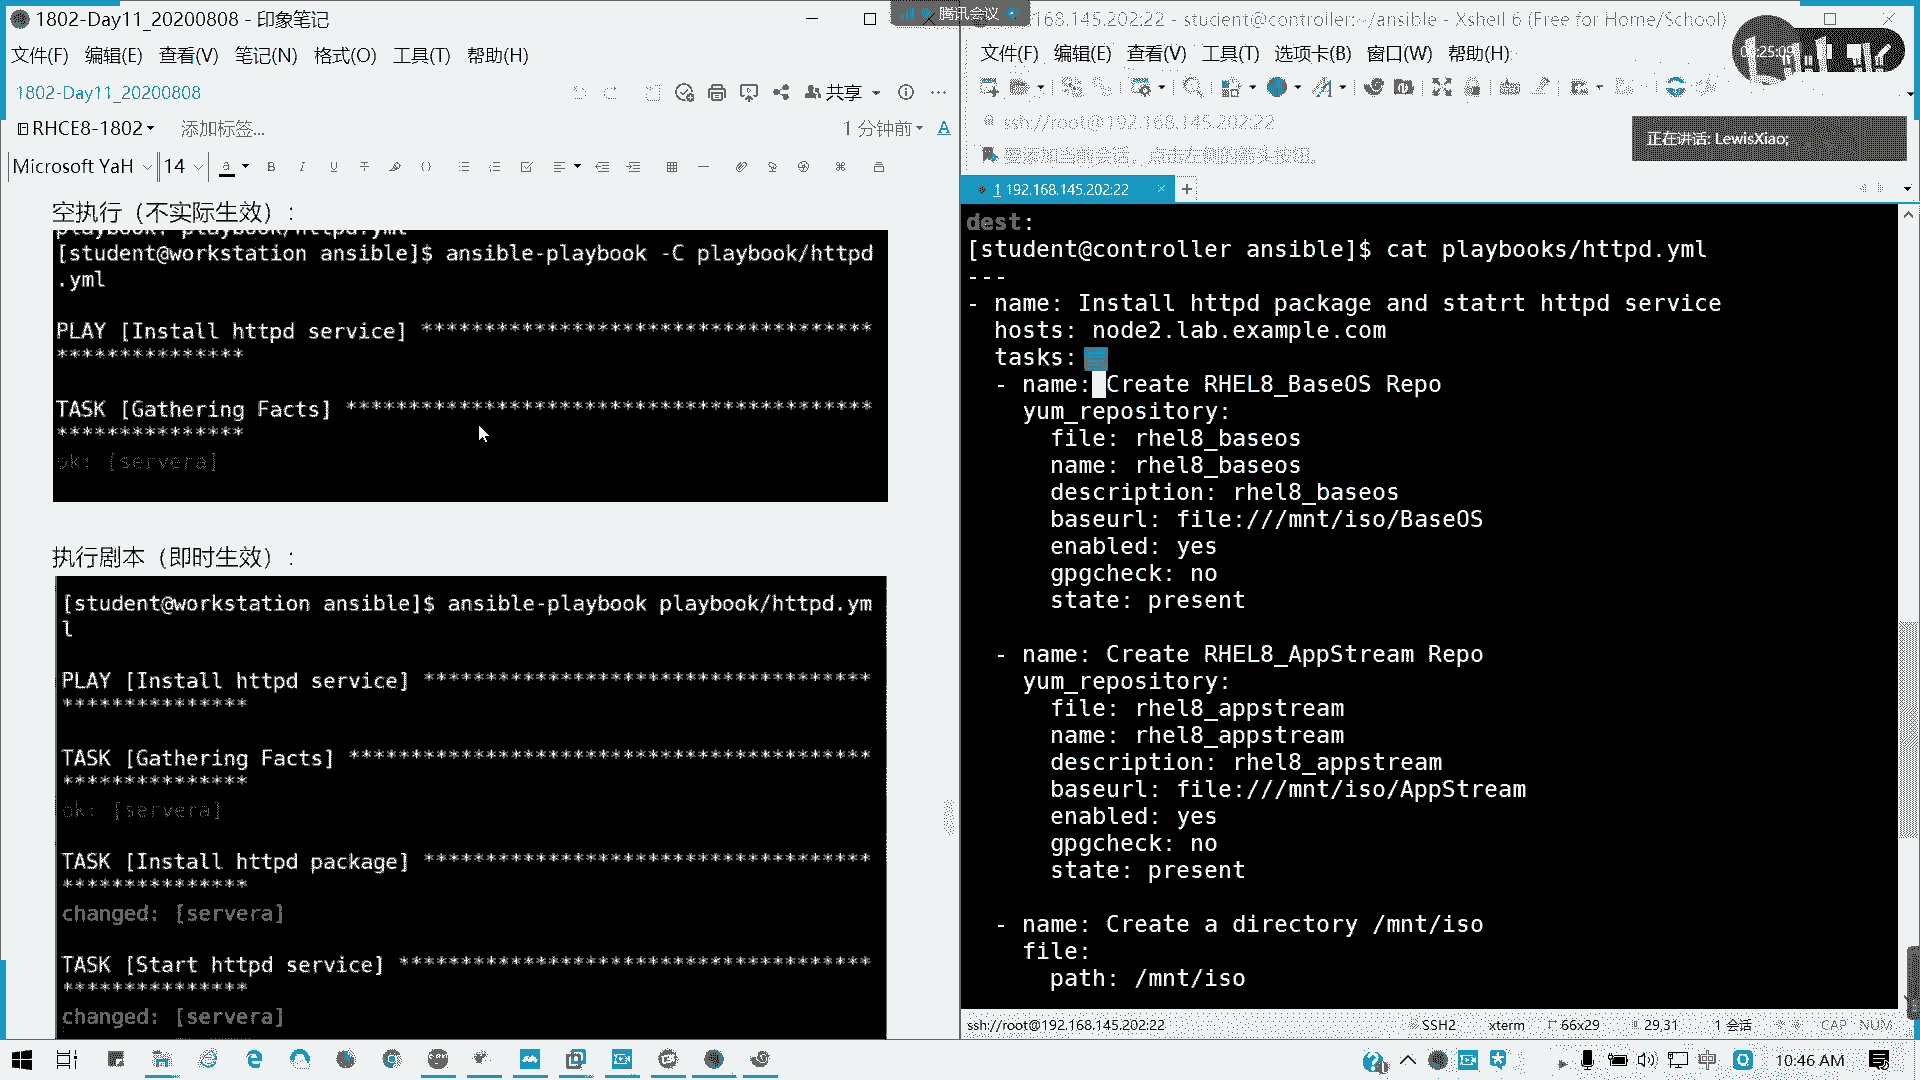 1802-Day11_20200808 - 印象笔记
文件(F) 编辑(E) 查看(V) 笔记(N) 格式(O) 工具(T) 帮助(H)
1802-Day11_20200808
共享
RHCE8-1802 添加标签...
1 分钟前
Microsoft YaH 14
空执行（不实际生效）：
playbook: playbook/httpd.yml
[student@workstation ansible]$ ansible-playbook -C playbook/httpd
.yml
PLAY [Install httpd service] ************************************
***************
TASK [Gathering Facts] ******************************************
***************
ok: [servera]
执行剧本（即时生效）：
[student@workstation ansible]$ ansible-playbook playbook/httpd.ym
l
PLAY [Install httpd service] ************************************
***************
TASK [Gathering Facts] ******************************************
***************
ok: [servera]
TASK [Install httpd package] ************************************
***************
changed: [servera]
TASK [Start httpd service] **************************************
***************
changed: [servera]
腾讯会议
168.145.202:22 - student@controller:~/ansible - Xshell 6 (Free for Home/School)
文件(F) 编辑(E) 查看(V) 工具(T) 选项卡(B) 窗口(W) 帮助(H)
25:09
ssh://root@192.168.145.202:22
要添加当前会话，点击左侧的箭头按钮。
正在讲话: LewisXiao;
1 192.168.145.202:22
dest:
[student@controller ansible]$ cat playbooks/httpd.yml
---
- name: Install httpd package and statrt httpd service
hosts: node2.lab.example.com
tasks:
- name: Create RHEL8_BaseOS Repo
yum_repository:
file: rhel8_baseos
name: rhel8_baseos
description: rhel8_baseos
baseurl: file:///mnt/iso/BaseOS
enabled: yes
gpgcheck: no
state: present
- name: Create RHEL8_AppStream Repo
yum_repository:
file: rhel8_appstream
name: rhel8_appstream
description: rhel8_appstream
baseurl: file:///mnt/iso/AppStream
enabled: yes
gpgcheck: no
state: present
- name: Create a directory /mnt/iso
file:
path: /mnt/iso
ssh://root@192.168.145.202:22 SSH2 xterm 66x29 29,31 1 会话 CAP NUM
中 10:46 AM